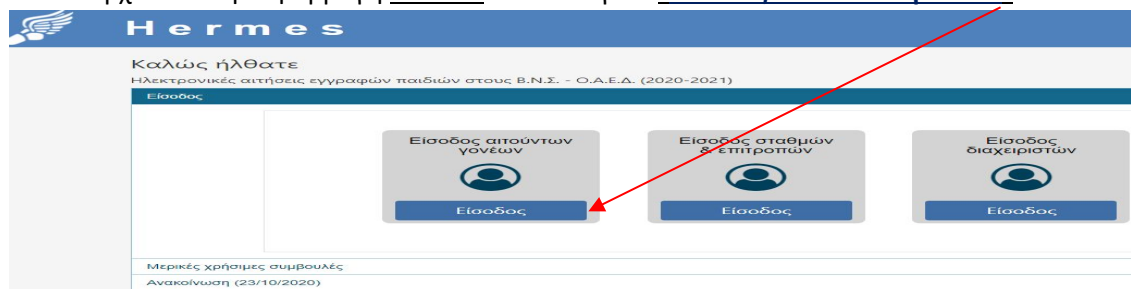 Hermes
Καλώς ήλθατε
Ηλεκτρονικές αιτήσεις εγγραφών παιδιών στους Β.Ν.Σ. - Ο.Α.Ε.Δ. (2020-2021)
Είσοδος
Είσοδος αιτούντων
γονέων
Είσοδος
Είσοδος σταθμών
& επιτροπών
Είσοδος
Είσοδος
διαχειριστών
Είσοδος
Μερικές χρήσιμες συμβουλές
Ανακοίνωση (23/10/2020)